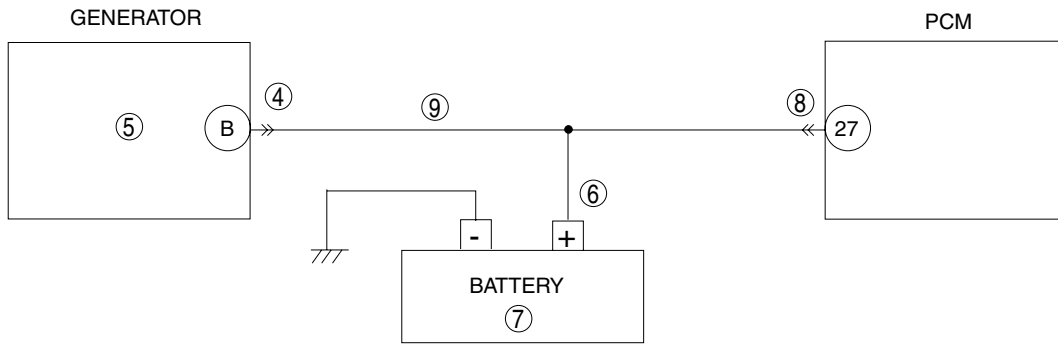 GENERATOR
PCM
④
⑨
⑧
⑤
B
27
⑥
-
+
BATTERY
⑦